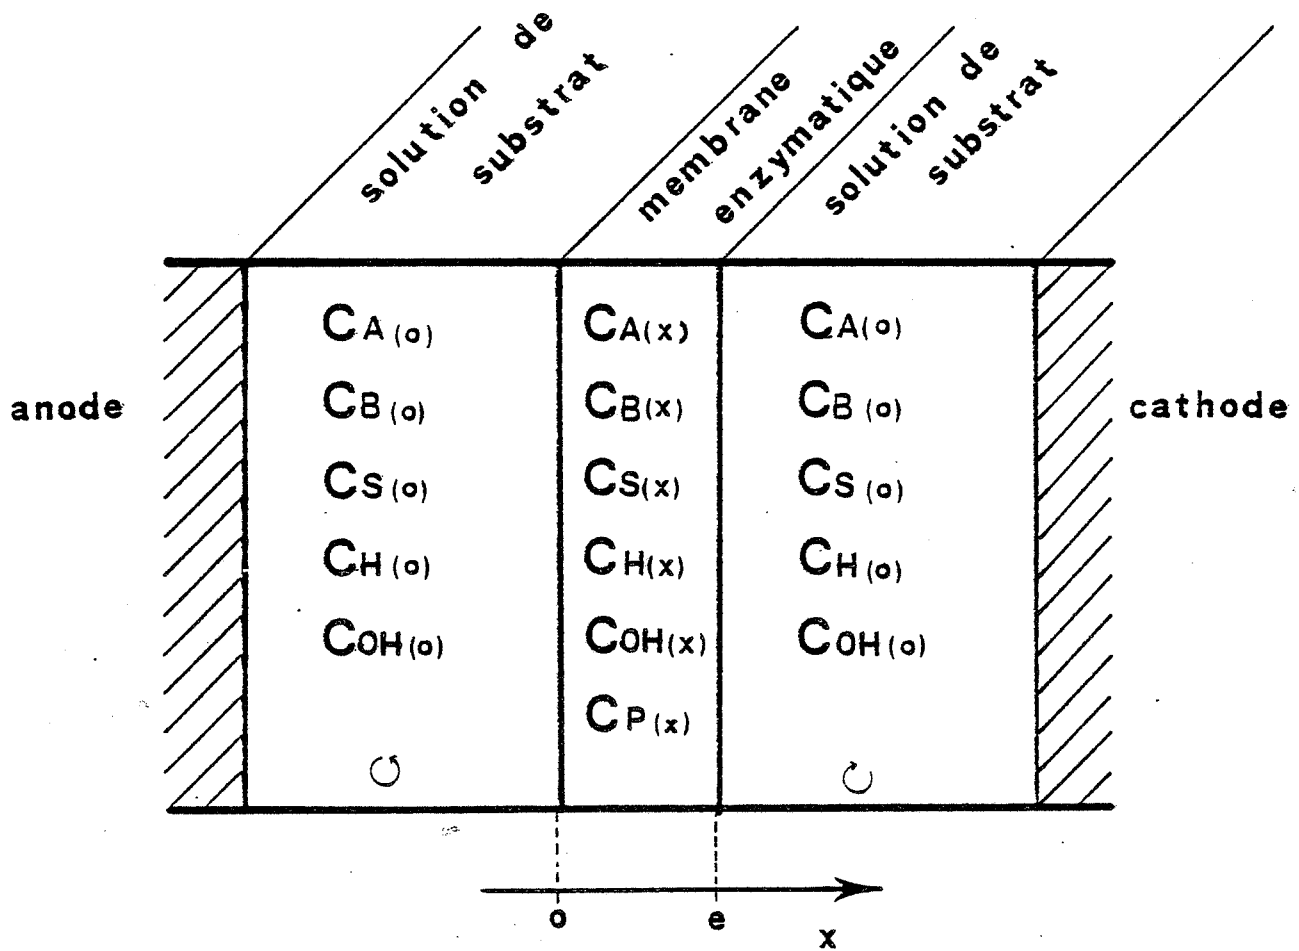 solution de
substrat
membrane
enzymatique
solution de
substrat
anode
cathode
CA(o)
CB(o)
CS(o)
CH(o)
COH(o)
CA(x)
CB(x)
CS(x)
CH(x)
COH(x)
CP(x)
CA(o)
CB(o)
CS(o)
CH(o)
COH(o)
o
e
x